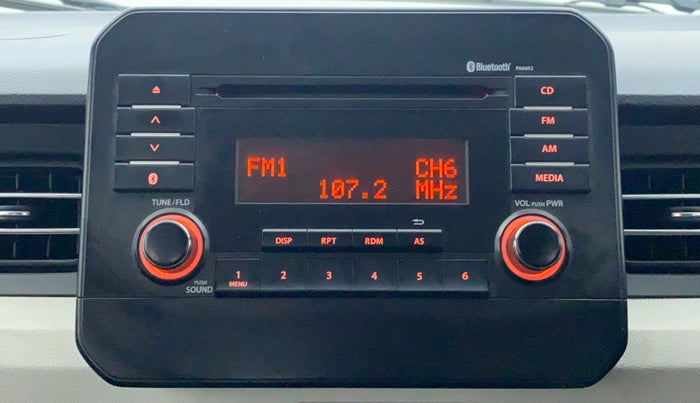 Bluetooth PA66R2
CD
FM
AM
MEDIA
FM1 CH6
107.2 MHz
TUNE/FLD
VOL PUSH PWR
DISP RPT RDM AS
PUSH
SOUND
1 2 3 4 5 6
MENU